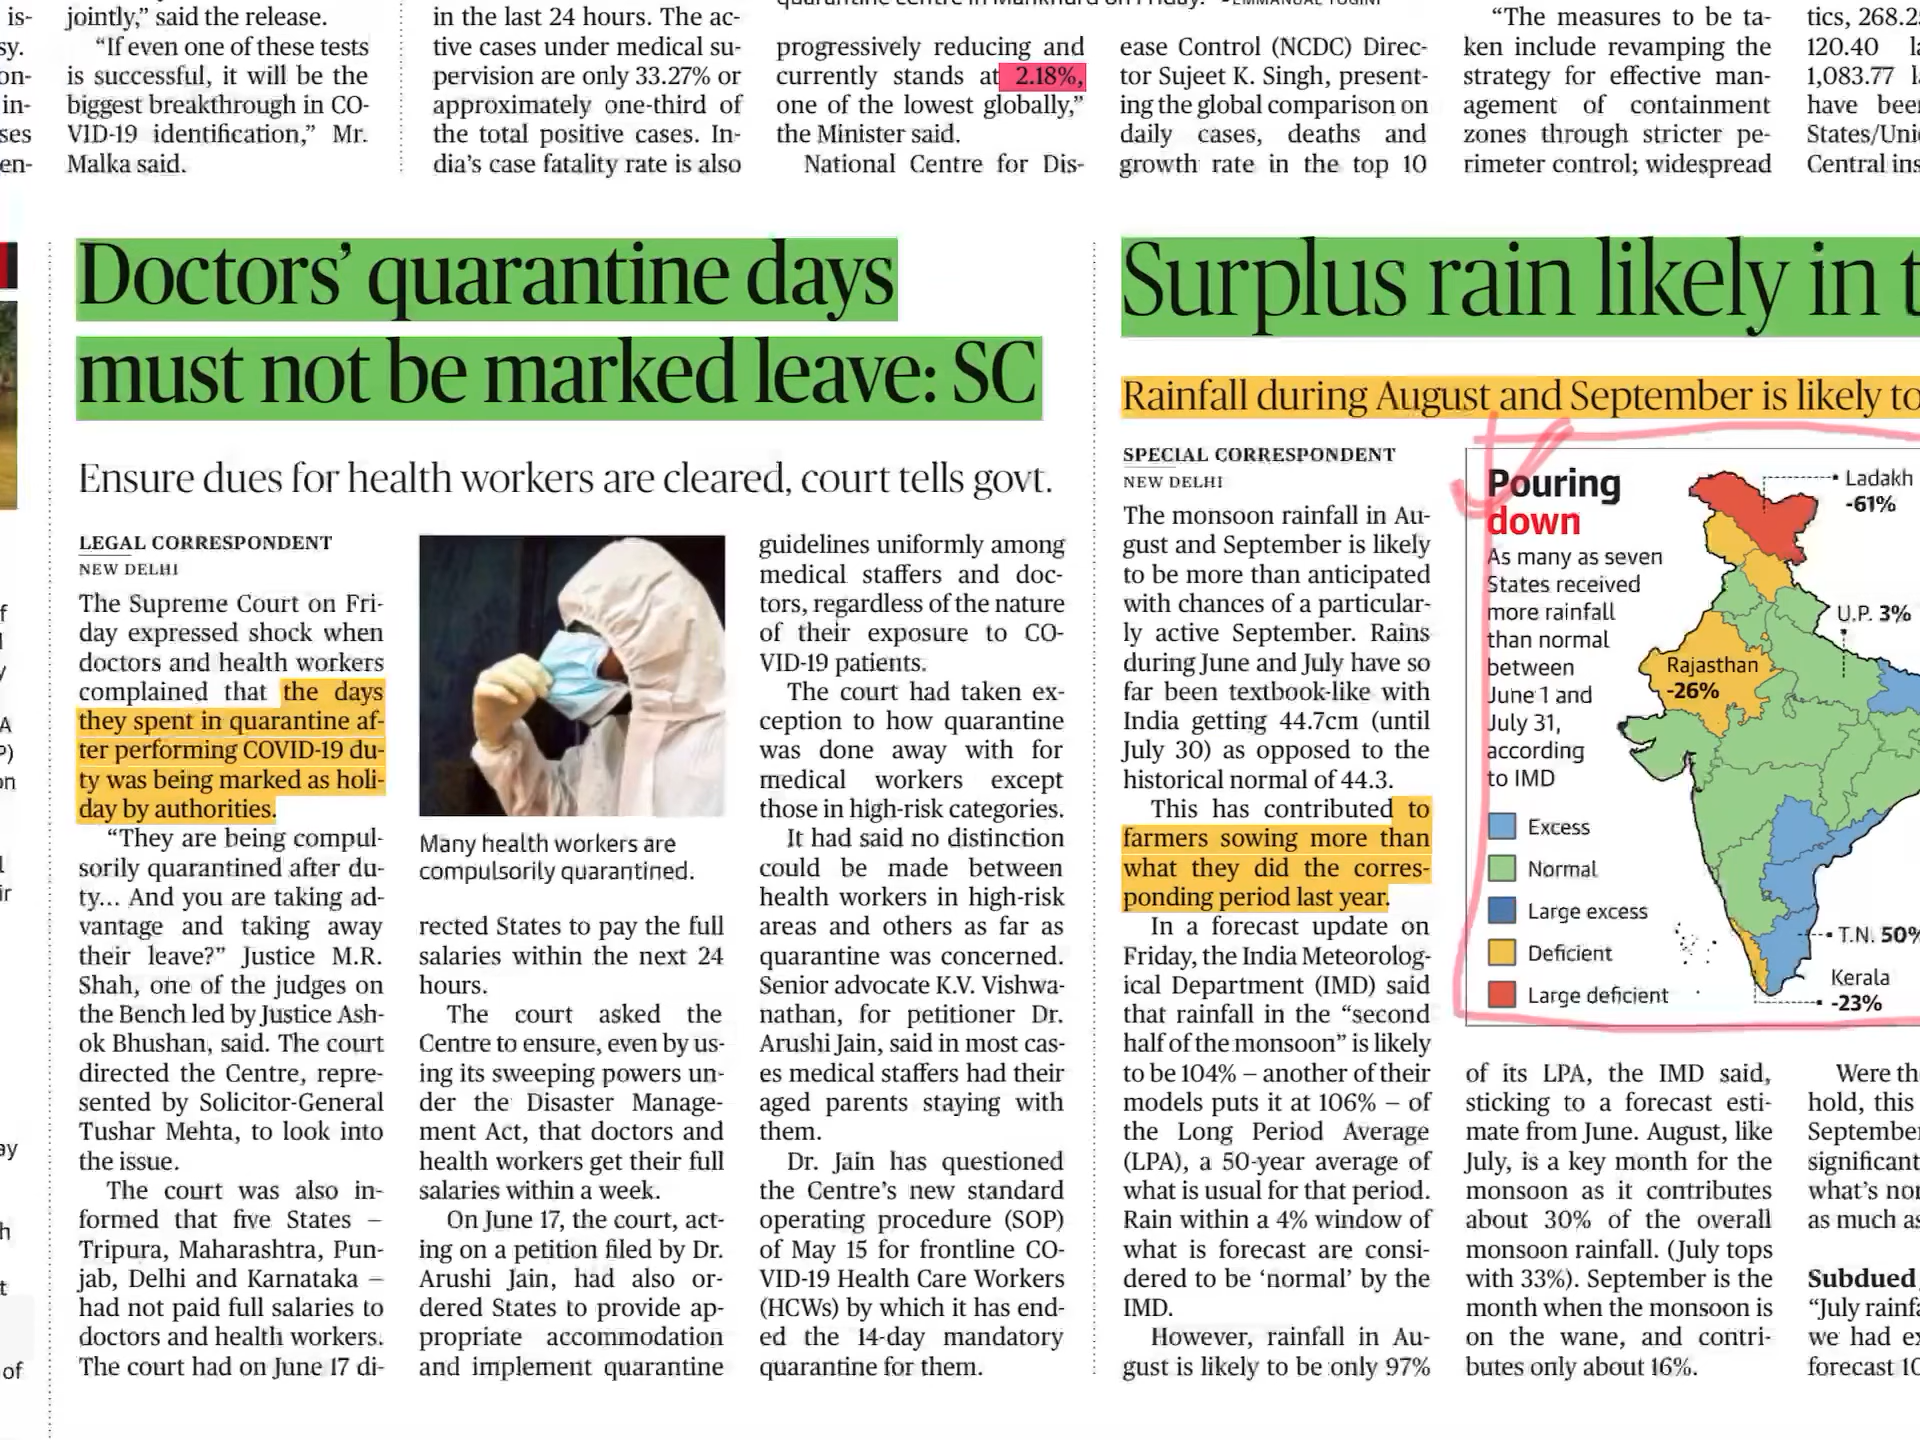 jointly,” said the release.
“If even one of these tests
is successful, it will be the
biggest breakthrough in CO-
VID-19 identification,” Mr.
Malka said.
in the last 24 hours. The ac-
tive cases under medical su-
pervision are only 33.27% or
approximately one-third of
the total positive cases. In-
dia’s case fatality rate is also
progressively reducing and
currently stands at 2.18%,
one of the lowest globally,”
the Minister said.
National Centre for Dis-
ease Control (NCDC) Direc-
tor Sujeet K. Singh, present-
ing the global comparison on
daily cases, deaths and
growth rate in the top 10
“The measures to be ta-
ken include revamping the
strategy for effective man-
agement of containment
zones through stricter pe-
rimeter control; widespread
120.40
1,083.77
have been
Central
Doctors’ quarantine days
must not be marked leave: SC
Ensure dues for health workers are cleared, court tells govt.
LEGAL CORRESPONDENT
NEW DELHI
The Supreme Court on Fri-
day expressed shock when
doctors and health workers
complained that the days
they spent in quarantine af-
ter performing COVID-19 du-
ty was being marked as holi-
day by authorities.
“They are being compul-
sorily quarantined after du-
ty... And you are taking ad-
vantage and taking away
their leave?” Justice M.R.
Shah, one of the judges on
the Bench led by Justice Ash-
ok Bhushan, said. The court
directed the Centre, repre-
sented by Solicitor-General
Tushar Mehta, to look into
the issue.
The court was also in-
formed that five States –
Tripura, Maharashtra, Pun-
jab, Delhi and Karnataka –
had not paid full salaries to
doctors and health workers.
The court had on June 17 di-
Many health workers are
compulsorily quarantined.
rected States to pay the full
salaries within the next 24
hours.
The court asked the
Centre to ensure, even by us-
ing its sweeping powers un-
der the Disaster Manage-
ment Act, that doctors and
health workers get their full
salaries within a week.
On June 17, the court, act-
ing on a petition filed by Dr.
Arushi Jain, had also or-
dered States to provide ap-
propriate accommodation
and implement quarantine
guidelines uniformly among
medical staffers and doc-
tors, regardless of the nature
of their exposure to CO-
VID-19 patients.
The court had taken ex-
ception to how quarantine
was done away with for
medical workers except
those in high-risk categories.
It had said no distinction
could be made between
health workers in high-risk
areas and others as far as
quarantine was concerned.
Senior advocate K.V. Vishwa-
nathan, for petitioner Dr.
Arushi Jain, said in most cas-
es medical staffers had their
aged parents staying with
them.
Dr. Jain has questioned
the Centre’s new standard
operating procedure (SOP)
of May 15 for frontline CO-
VID-19 Health Care Workers
(HCWs) by which it has end-
ed the 14-day mandatory
quarantine for them.
Surplus rain likely in
Rainfall during August and September is likely to
SPECIAL CORRESPONDENT
NEW DELHI
The monsoon rainfall in Au-
gust and September is likely
to be more than anticipated
with chances of a particular-
ly active September. Rains
during June and July have so
far been textbook-like with
India getting 44.7cm (until
July 30) as opposed to the
historical normal of 44.3.
This has contributed to
farmers sowing more than
what they did the corres-
ponding period last year.
In a forecast update on
Friday, the India Meteorolog-
ical Department (IMD) said
that rainfall in the “second
half of the monsoon” is likely
to be 104% – another of their
models puts it at 106% – of
the Long Period Average
(LPA), a 50-year average of
what is usual for that period.
Rain within a 4% window of
what is forecast are consi-
dered to be ‘normal’ by the
IMD.
However, rainfall in Au-
gust is likely to be only 97%
Pouring
down
As many as seven
States received
more rainfall
than normal
between
June 1 and
July 31,
according
to IMD
Excess
Normal
Large excess
Deficient
Large deficient
Ladakh
-61%
U.P. 3%
Rajasthan
-26%
T.N. 50%
Kerala
-23%
of its LPA, the IMD said,
sticking to a forecast esti-
mate from June. August, like
July, is a key month for the
monsoon as it contributes
about 30% of the overall
monsoon rainfall. (July tops
with 33%). September is the
month when the monsoon is
on the wane, and contri-
butes only about 16%.
Were
hold, this
September
what’s
as much as
Subdued
“July
we had
forecast